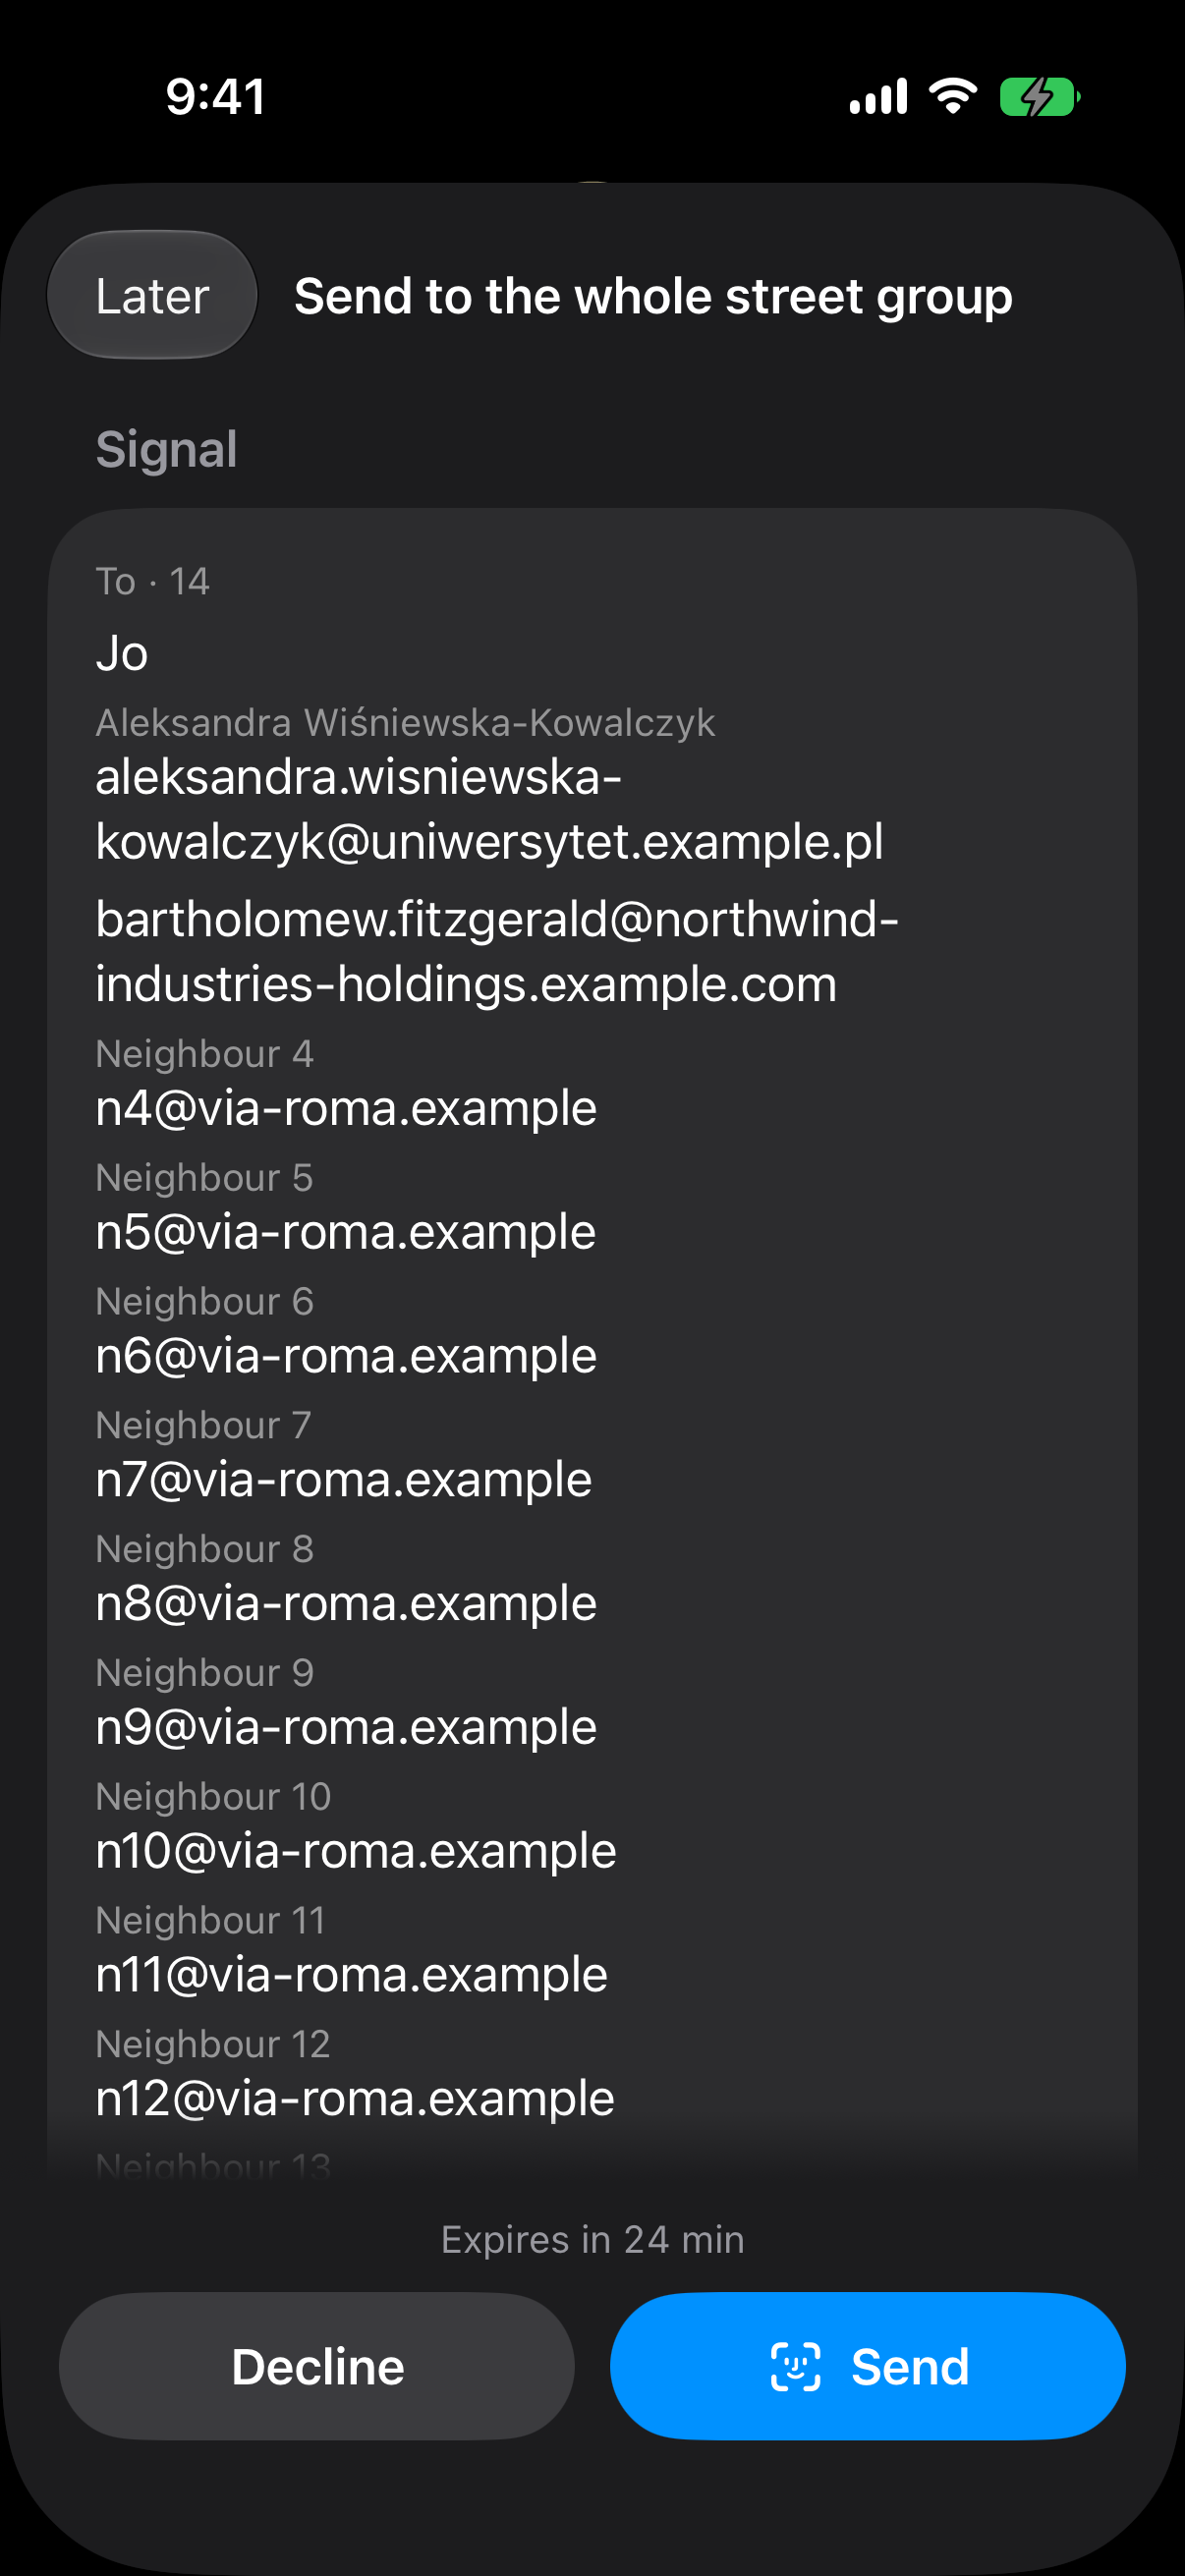 9:41
Later
Send to the whole street group
Signal
To · 14
Jo
Aleksandra Wiśniewska-Kowalczyk
aleksandra.wisniewska-
kowalczyk@uniwersytet.example.pl
bartholomew.fitzgerald@northwind-
industries-holdings.example.com
Neighbour 4
n4@via-roma.example
Neighbour 5
n5@via-roma.example
Neighbour 6
n6@via-roma.example
Neighbour 7
n7@via-roma.example
Neighbour 8
n8@via-roma.example
Neighbour 9
n9@via-roma.example
Neighbour 10
n10@via-roma.example
Neighbour 11
n11@via-roma.example
Neighbour 12
n12@via-roma.example
Neighbour 13
Expires in 24 min
Decline
Send